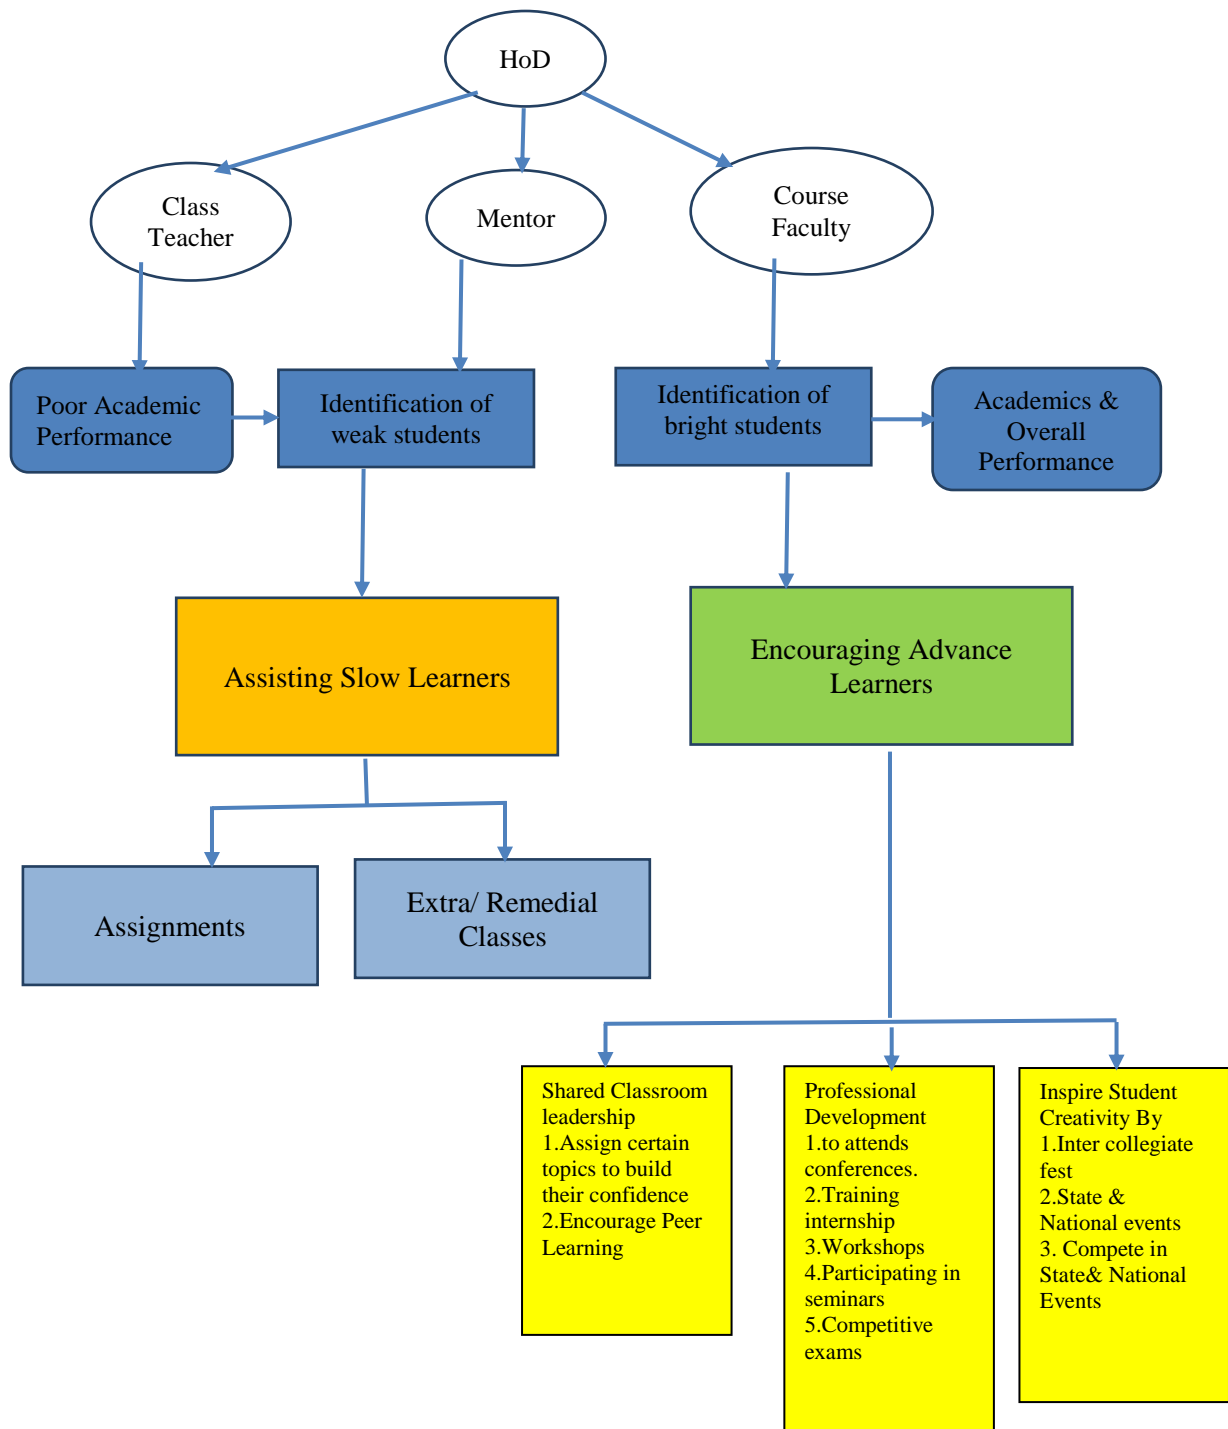 HoD
Class
Teacher
Mentor
Course
Faculty
Poor Academic
Performance
Identification of
weak students
Identification of
bright students
Academics &
Overall
Performance
Assisting Slow Learners
Encouraging Advance
Learners
Assignments
Extra/ Remedial
Classes
Shared Classroom
leadership
1.Assign certain
topics to build
their confidence
2.Encourage Peer
Learning
Professional
Development
1.to attends
conferences.
2.Training
internship
3.Workshops
4.Participating in
seminars
5.Competitive
exams
Inspire Student
Creativity By
1.Inter collegiate
fest
2.State &
National events
3. Compete in
State& National
Events